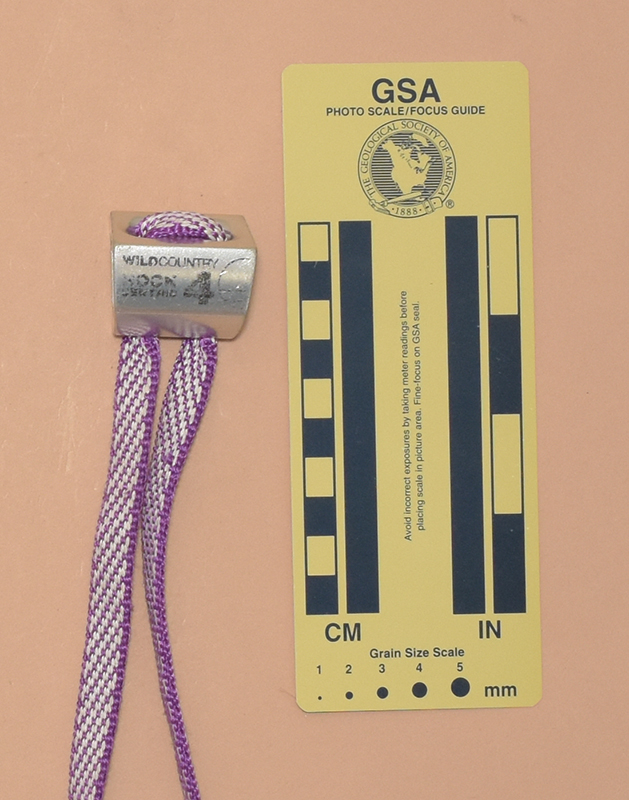 GSA
PHOTO SCALE/FOCUS GUIDE
THE GEOLOGICAL SOCIETY OF AMERICA
·1888· ®
WILDCOUNTRY
ROCK 4
CENTRIC
Avoid incorrect exposures by taking meter readings before
placing scale in picture area. Fine-focus on GSA seal.
CM IN
Grain Size Scale
1 2 3 4 5
mm